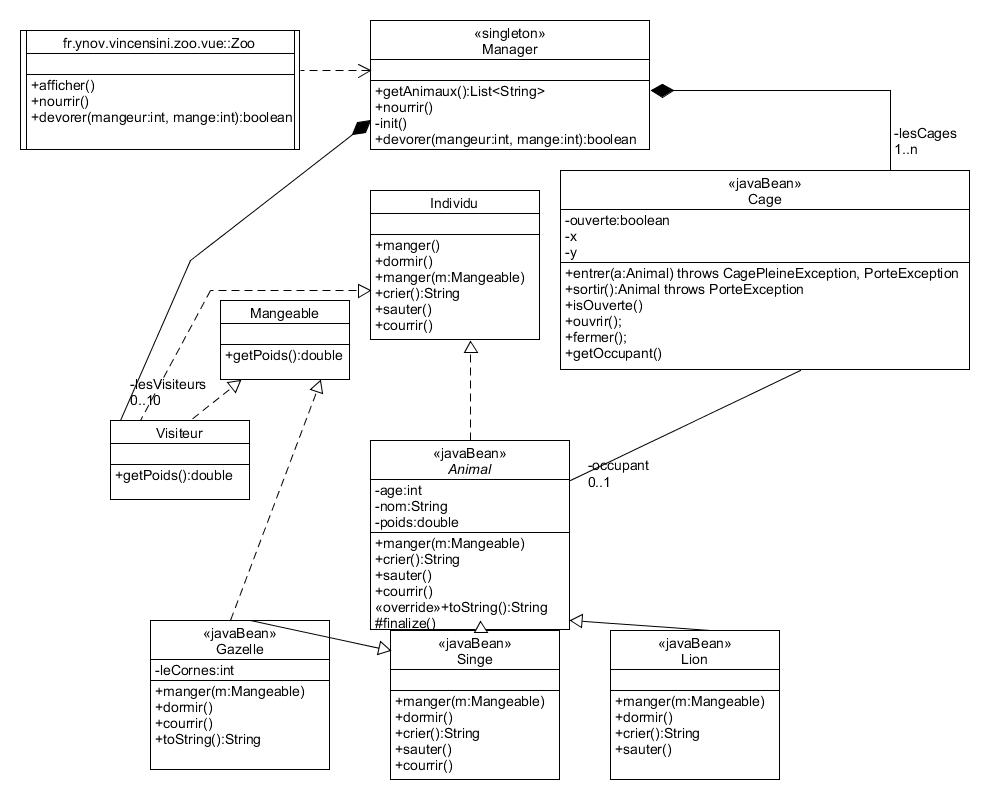 fr.ynov.vincensini.zoo.vue::Zoo
+afficher()
+nourrir()
+devorer(mangeur:int, mange:int):boolean
«singleton»
Manager
+getAnimaux():List<String>
+nourrir()
-init()
+devorer(mangeur:int, mange:int):boolean
-lesCages
1..n
«javaBean»
Cage
-ouverte:boolean
-x
-y
+entrer(a:Animal) throws CagePleineException, PorteException
+sortir():Animal throws PorteException
+isOuverte()
+ouvrir();
+fermer();
+getOccupant()
Individu
+manger()
+dormir()
+manger(m:Mangeable)
+crier():String
+sauter()
+courrir()
Mangeable
+getPoids():double
-lesVisiteurs
0..10
Visiteur
+getPoids():double
«javaBean»
Animal
-age:int
-nom:String
-poids:double
+manger(m:Mangeable)
+crier():String
+sauter()
+courrir()
«override»+toString():String
#finalize()
-occupant
0..1
«javaBean»
Gazelle
-leCornes:int
+manger(m:Mangeable)
+dormir()
+courrir()
+toString():String
«javaBean»
Singe
+manger(m:Mangeable)
+dormir()
+crier():String
+sauter()
+courrir()
«javaBean»
Lion
+manger(m:Mangeable)
+dormir()
+crier():String
+sauter()